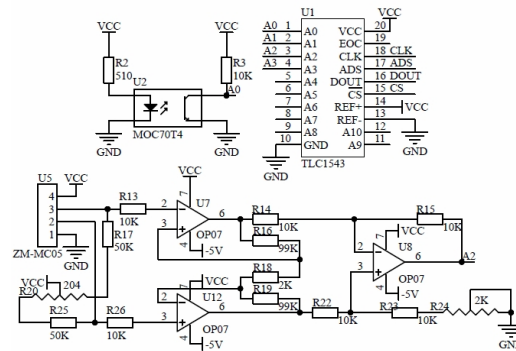 VCC
VCC
U1
VCC
R2
510
U2
R3
10K
A0
MOC70T4
GND
GND
A0 1 A0 VCC 20
A1 2 A1 EOC 19
A2 3 A2 CLK 18 CLK
A3 4 A3 ADS 17 ADS
5 A4 DOUT 16 DOUT
6 A5 CS 15 CS
7 A6 REF+ 14 VCC
8 A7 REF- 13
9 A8 A10 12
10 GND A9 11
GND
TLC1543
GND
U5
VCC
4
3
2
1
ZM-MC05
GND
R13
10K
R17
50K
VCC
U7
7
2
3
6
4
OP07
-5V
R14
10K
R16
99K
R15
10K
VCC
U8
7
2
3
6
A2
4
OP07
-5V
VCC
R20
204
R25
50K
R26
10K
VCC
U12
7
2
3
6
4
OP07
-5V
R18
2K
R19
99K
R22
10K
R23
10K
R24
2K
GND